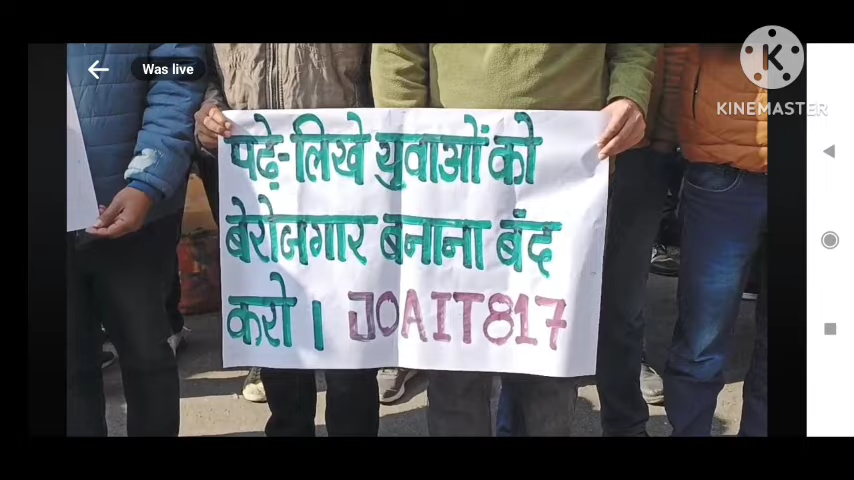 Was live
K
KINEMASTER
पढ़े-लिखे युवाओं को
बेरोजगार बनाना बंद
करो । JOAIT817